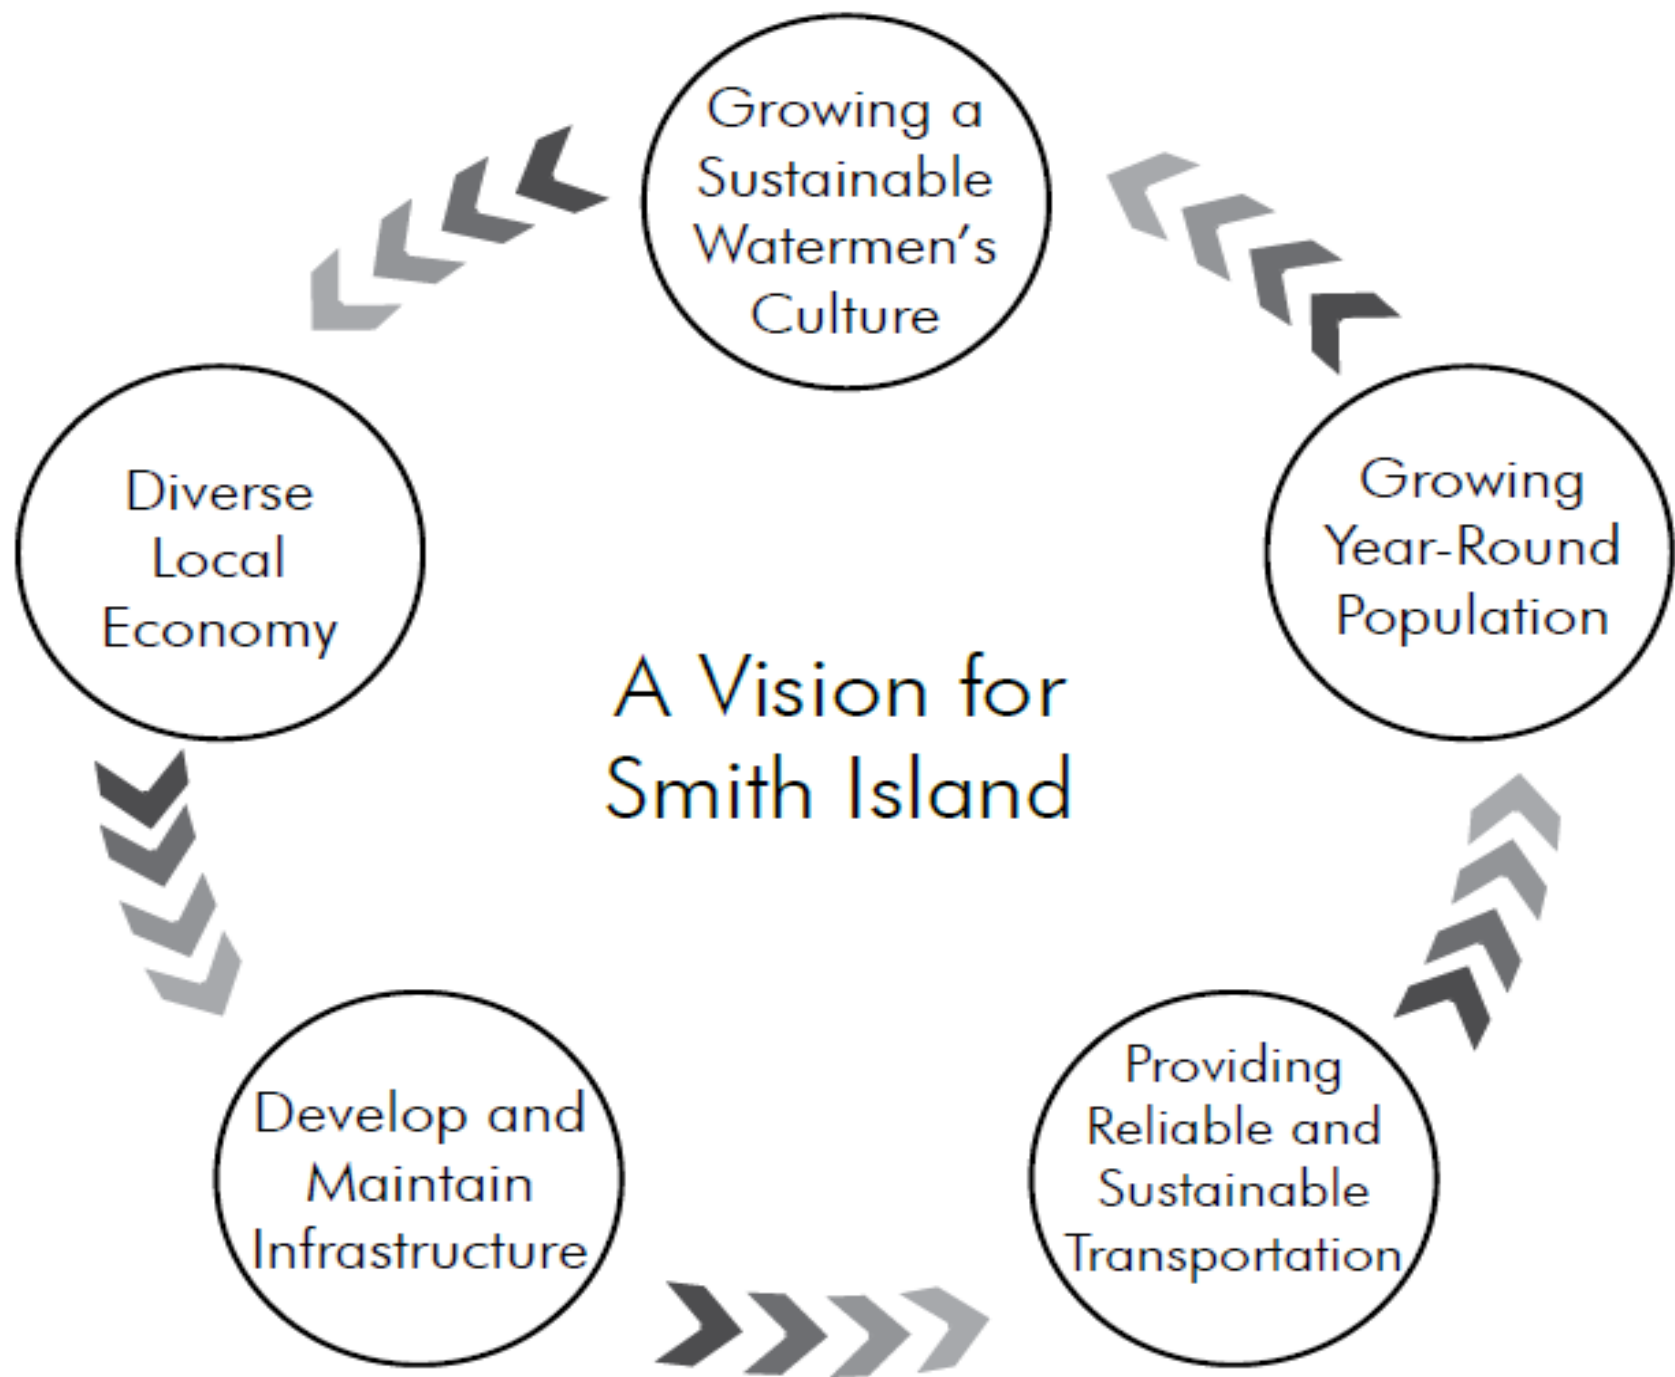 Growing a
Sustainable
Watermen's
Culture
Diverse
Local
Economy
Growing
Year-Round
Population
A Vision for
Smith Island
Develop and
Maintain
Infrastructure
Providing
Reliable and
Sustainable
Transportation